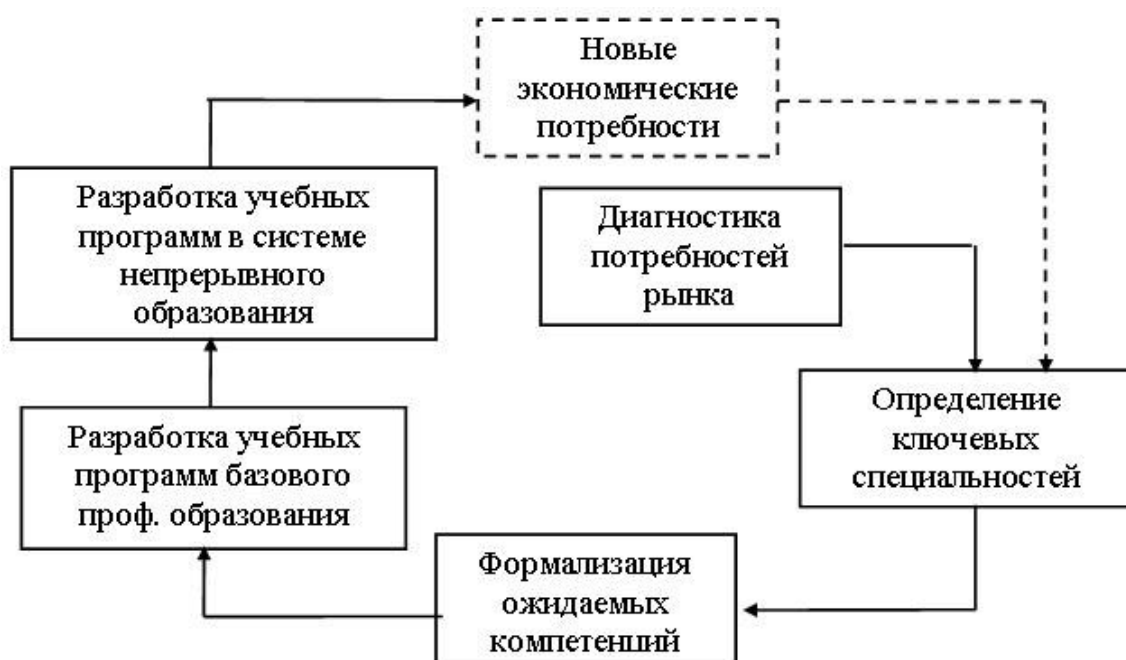 Новые
экономические
потребности
Разработка учебных
программ в системе
непрерывного
образования
Диагностика
потребностей
рынка
Определение
ключевых
специальностей
Разработка учебных
программ базового
проф. образования
Формализация
ожидаемых
компетенций